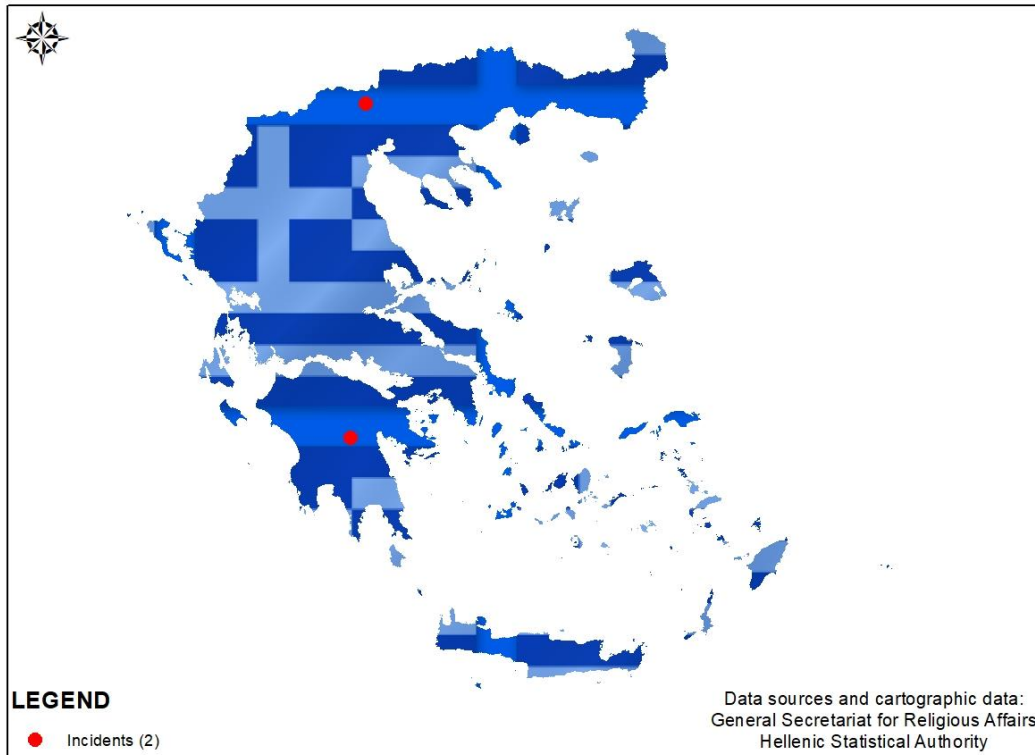 LEGEND
Incidents (2)
Data sources and cartographic data:
General Secretariat for Religious Affairs
Hellenic Statistical Authority